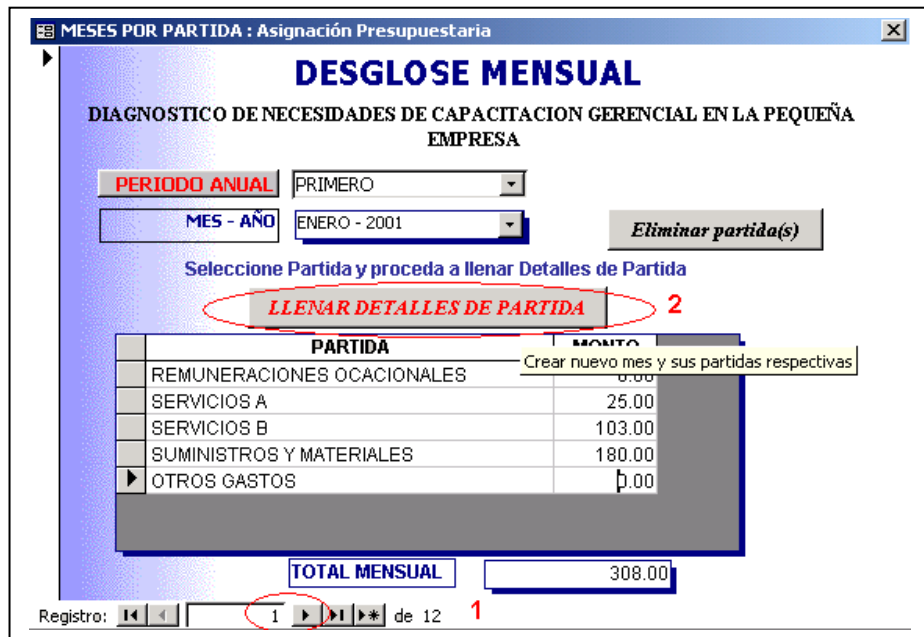 MESES POR PARTIDA : Asignación Presupuestaria
DESGLOSE MENSUAL
DIAGNOSTICO DE NECESIDADES DE CAPACITACION GERENCIAL EN LA PEQUEÑA
EMPRESA
PERIODO ANUAL PRIMERO
MES - AÑO ENERO - 2001
Eliminar partida(s)
Seleccione Partida y proceda a llenar Detalles de Partida
LLENAR DETALLES DE PARTIDA 2
PARTIDA MONTO
Crear nuevo mes y sus partidas respectivas
REMUNERACIONES OCACIONALES 0.00
SERVICIOS A 25.00
SERVICIOS B 103.00
SUMINISTROS Y MATERIALES 180.00
OTROS GASTOS 0.00
TOTAL MENSUAL 308.00
Registro: 1 de 12 1